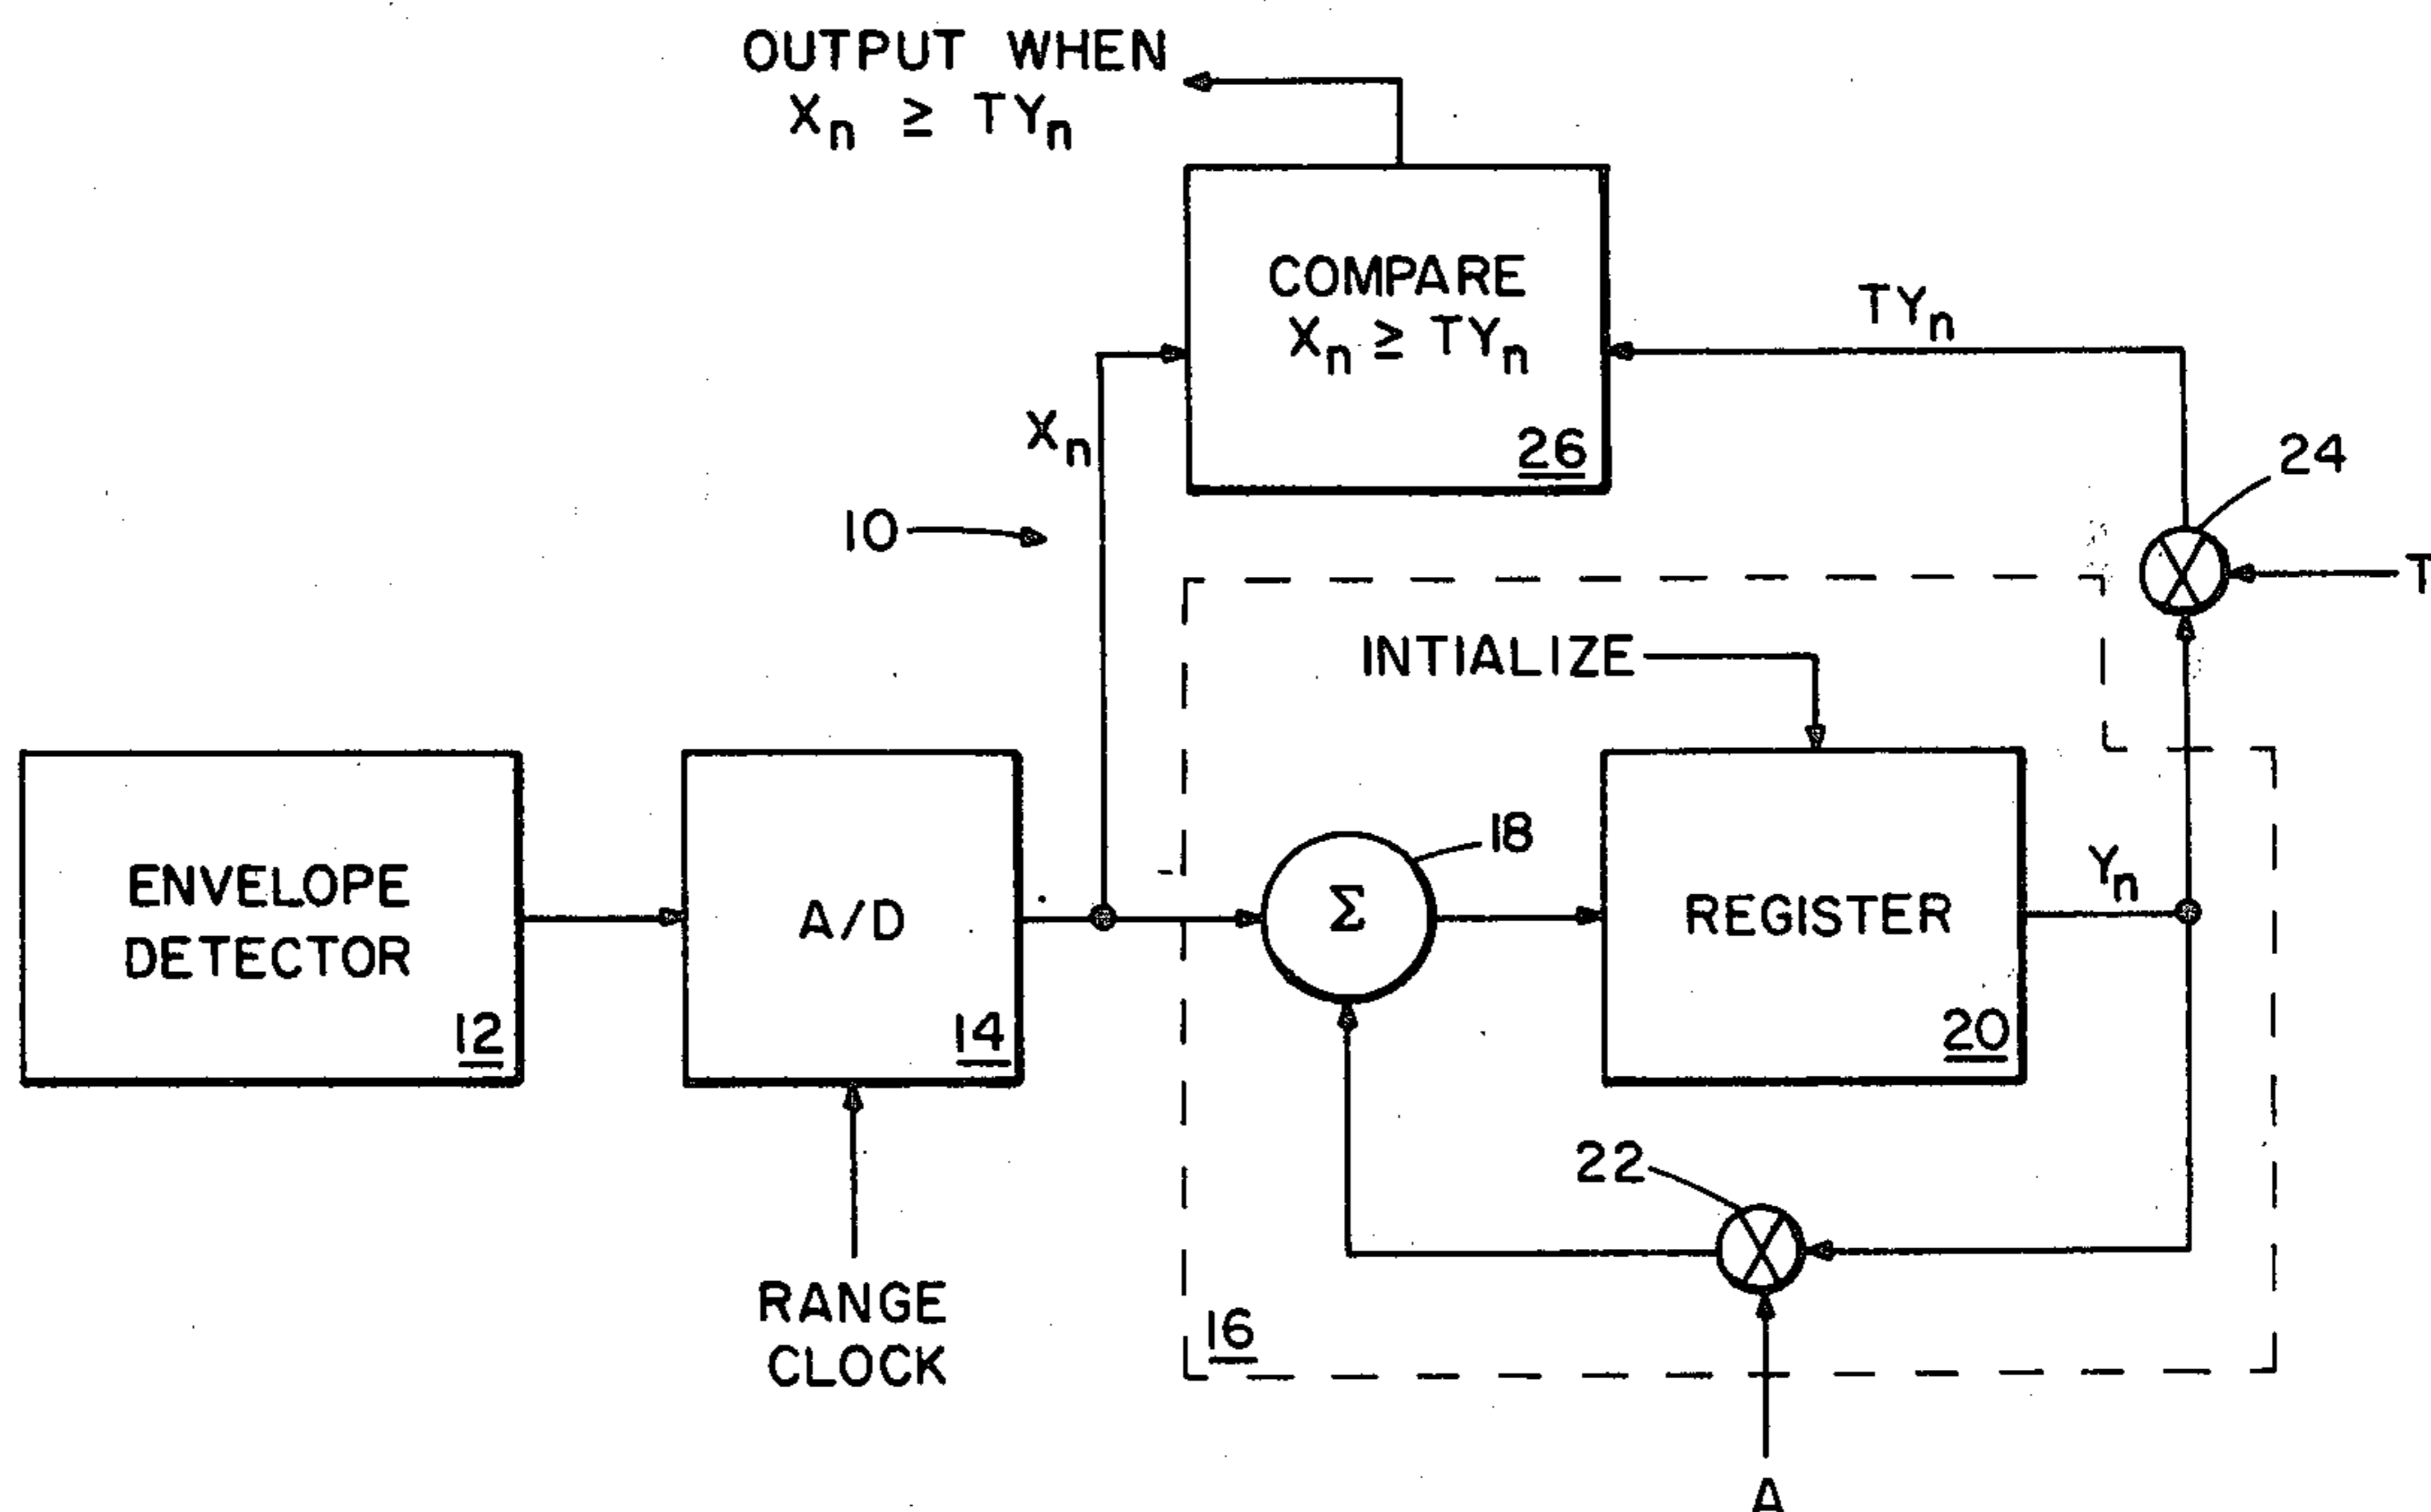 OUTPUT WHEN
Xn ≥ TYn
COMPARE
Xn ≥ TYn
26
TYn
Xn
24
10
T
INTIALIZE
18
ENVELOPE
DETECTOR
12
A/D
14
Σ
REGISTER
20
Yn
22
RANGE
CLOCK
16
A